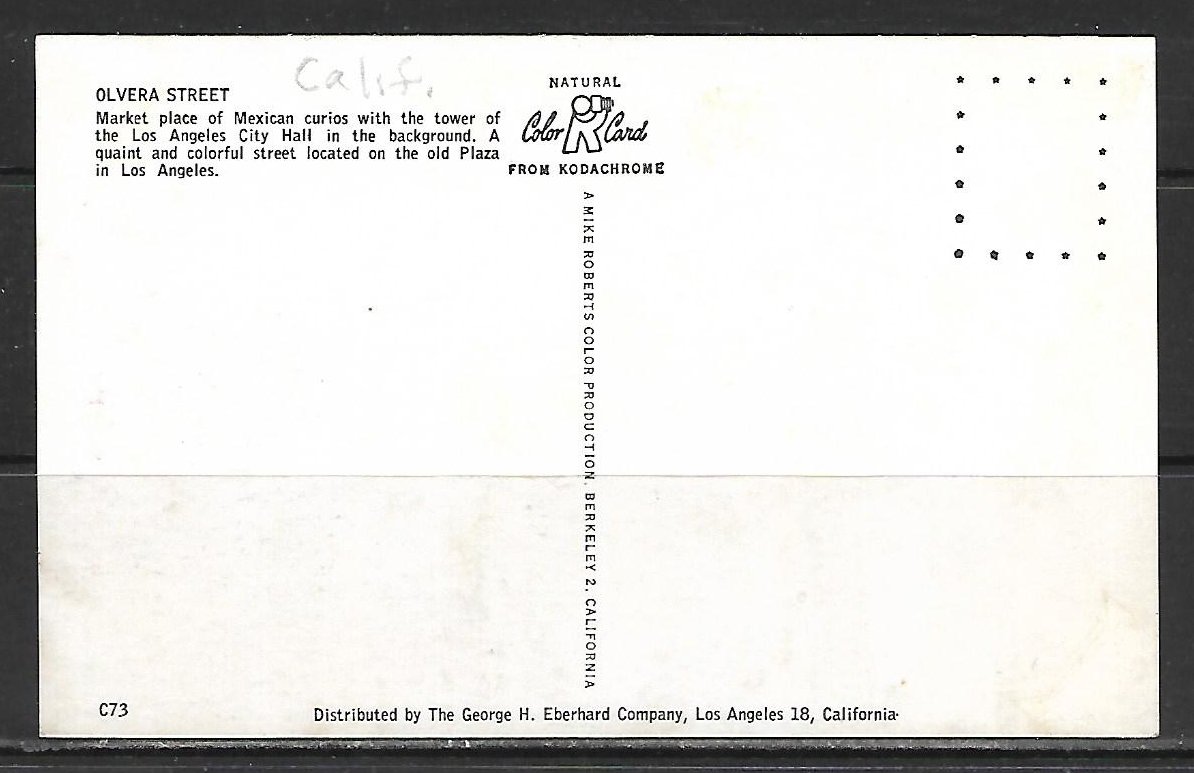 Calif.
OLVERA STREET
Market place of Mexican curios with the tower of
the Los Angeles City Hall in the background. A
quaint and colorful street located on the old Plaza
in Los Angeles.
NATURAL
Color R Card
FROM KODACHROME
A MIKE ROBERTS COLOR PRODUCTION, BERKELEY 2, CALIFORNIA
C73
Distributed by The George H. Eberhard Company, Los Angeles 18, California